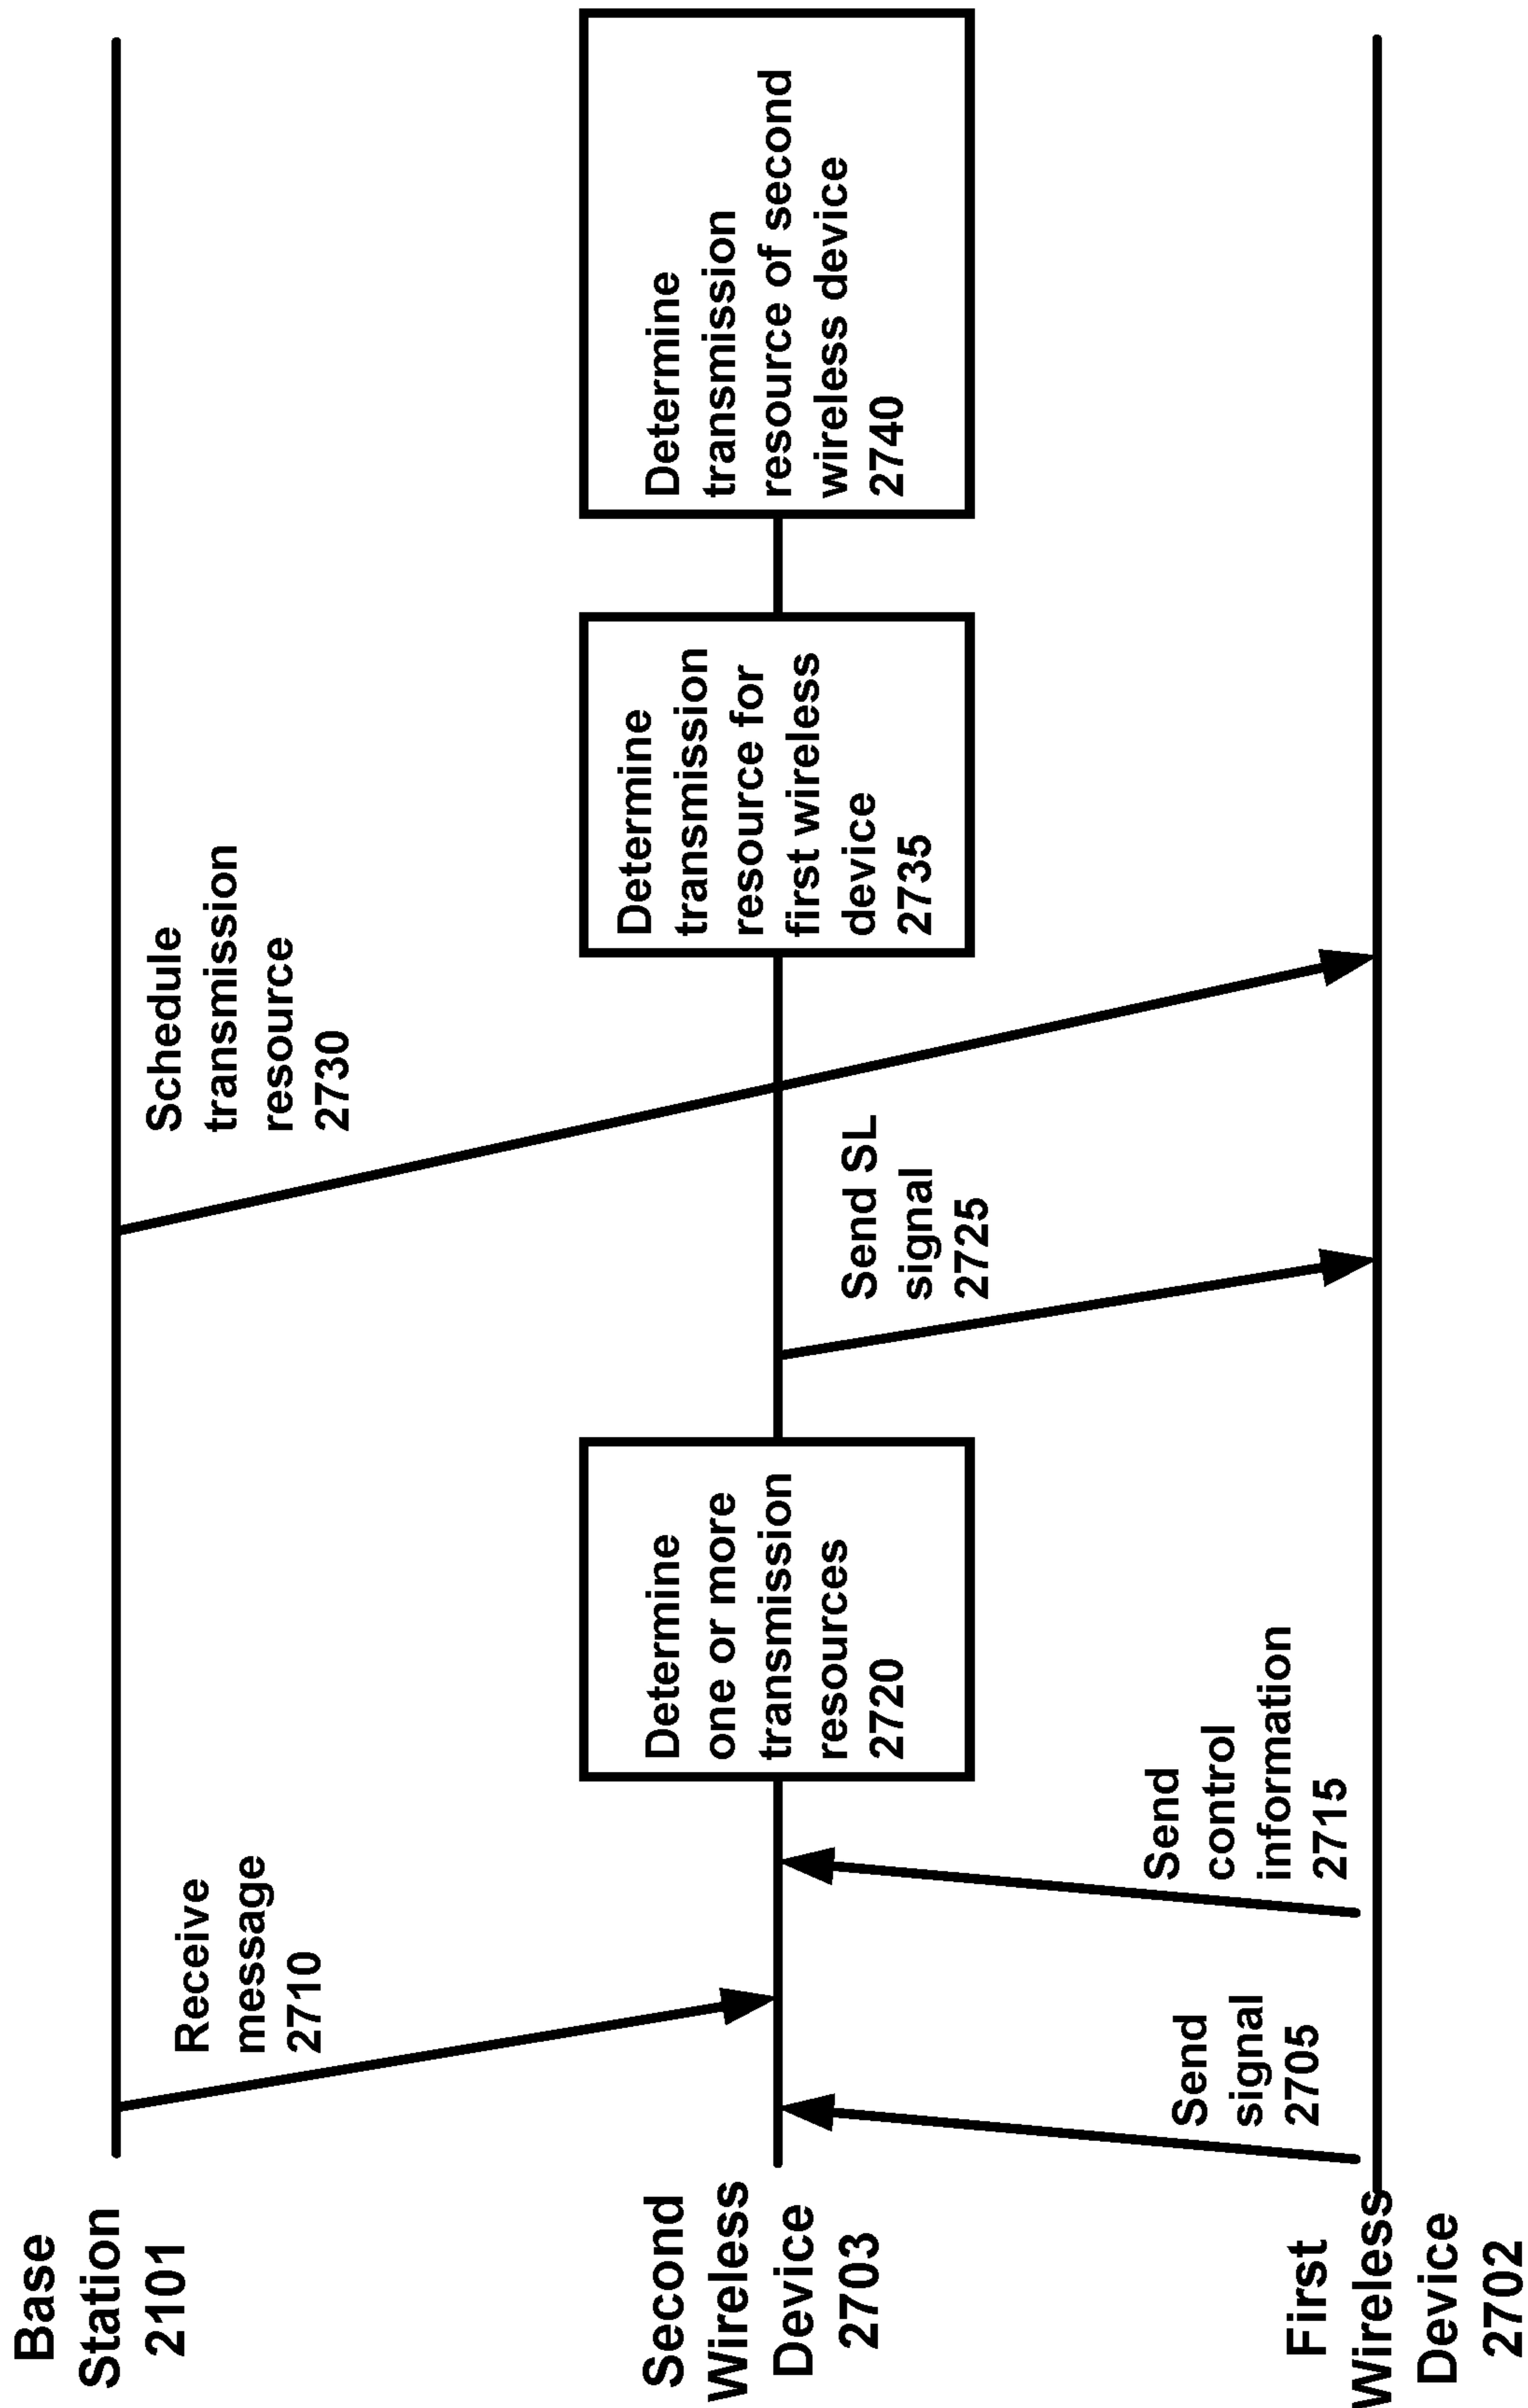 Base
Station
2101
Second
Wireless
Device
2703
First
Wireless
Device
2702
Send
signal
2705
Receive
message
2710
Send
control
information
2715
Determine
one or more
transmission
resources
2720
Send SL
signal
2725
Schedule
transmission
resource
2730
Determine
transmission
resource for
first wireless
device
2735
Determine
transmission
resource of second
wireless device
2740